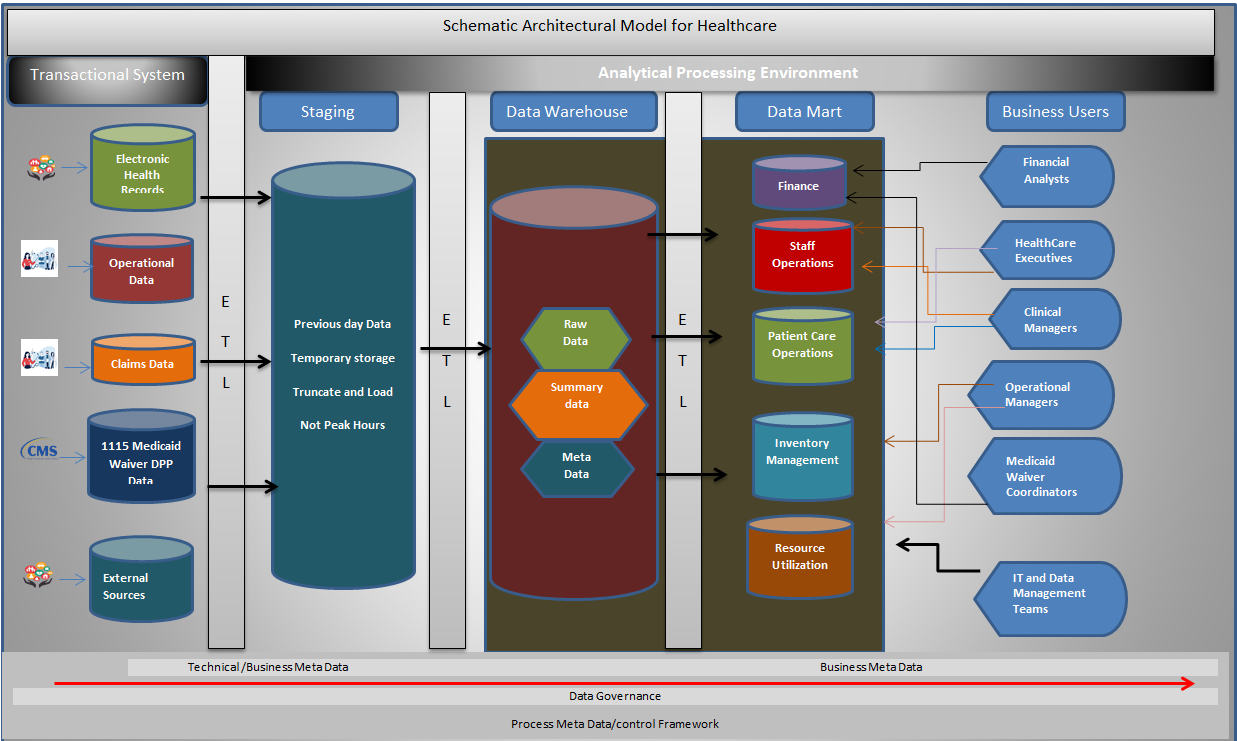 Schematic Architectural Model for Healthcare
Transactional System
Analytical Processing Environment
Staging
Data Warehouse
Data Mart
Business Users
Electronic
Health
Records
Operational
Data
Claims Data
CMS
1115 Medicaid
Waiver DPP
Data
External
Sources
E
T
L
Previous day Data
Temporary storage
Truncate and Load
Not Peak Hours
E
T
L
Raw
Data
Summary
data
Meta
Data
E
T
L
Finance
Staff
Operations
Patient Care
Operations
Inventory
Management
Resource
Utilization
Financial
Analysts
HealthCare
Executives
Clinical
Managers
Operational
Managers
Medicaid
Waiver
Coordinators
IT and Data
Management
Teams
Technical /Business Meta Data
Business Meta Data
Data Governance
Process Meta Data/control Framework